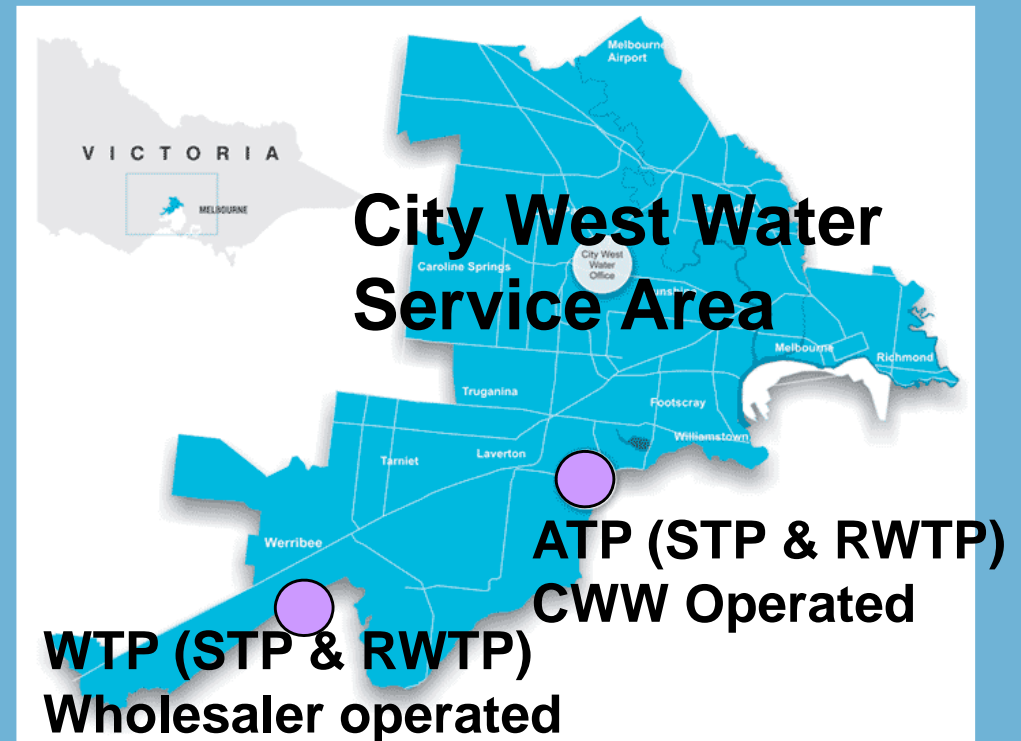 Melbourne
Airport
VICTORIA
MELBOURNE
City West Water
Service Area
City West
Water
Office
Caroline Springs
Melbourne
Richmond
Truganina
Footscray
Williamstown
Tarniet
Laverton
Werribee
ATP (STP & RWTP)
CWW Operated
WTP (STP & RWTP)
Wholesaler operated